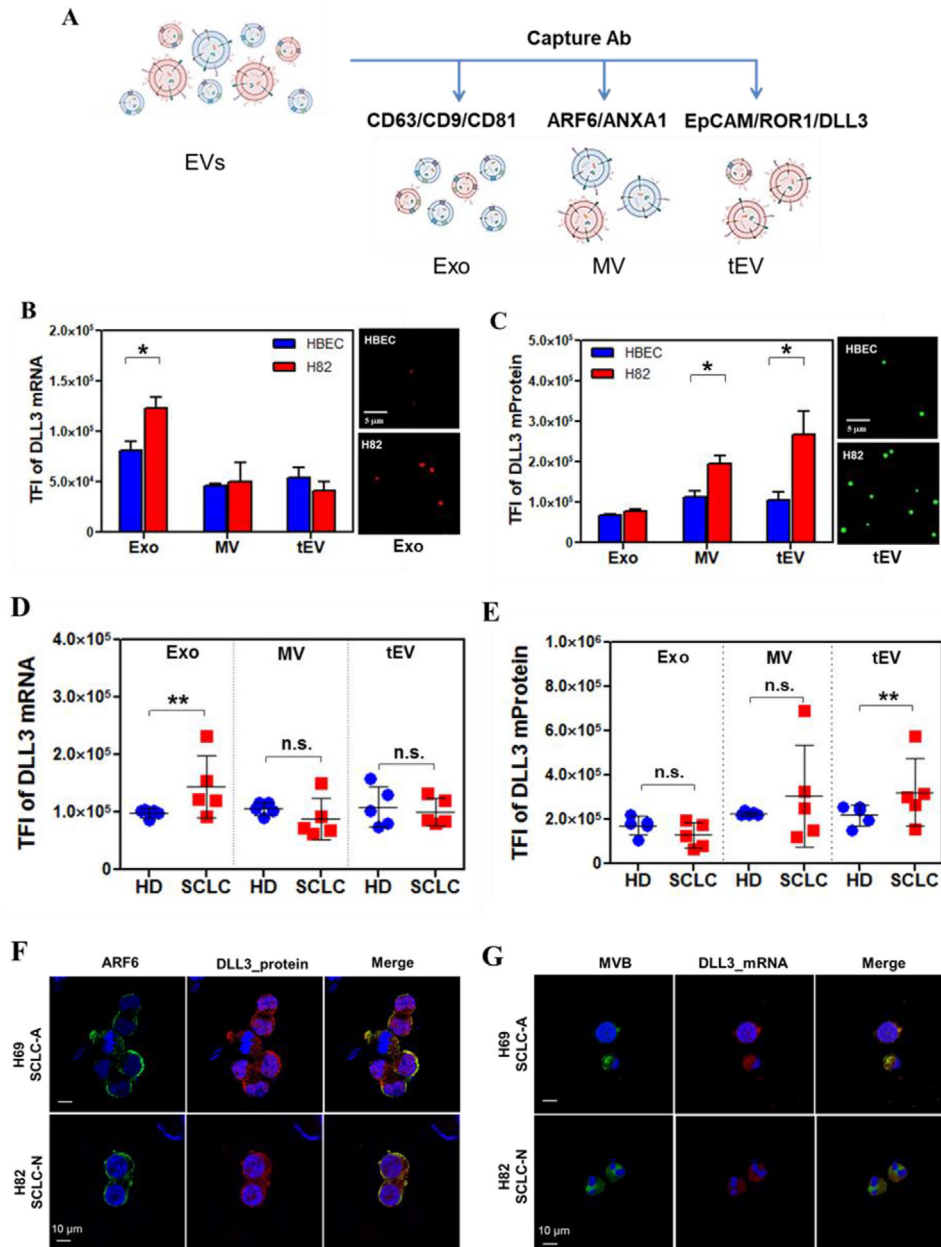 A
Capture Ab
CD63/CD9/CD81 ARF6/ANXA1 EpCAM/ROR1/DLL3
EVs
Exo MV tEV
B
TFI of DLL3 mRNA
2.0×10⁵
1.5×10⁵
1.0×10⁵
5.0×10⁴
0
*
HBEC
H82
Exo MV tEV
HBEC
5 µm
H82
Exo
C
TFI of DLL3 mProtein
5.0×10⁵
4.0×10⁵
3.0×10⁵
2.0×10⁵
1.0×10⁵
0
HBEC
H82
* *
Exo MV tEV
HBEC
5 µm
H82
tEV
D
TFI of DLL3 mRNA
4.0×10⁵
3.0×10⁵
2.0×10⁵
1.0×10⁵
0
Exo MV tEV
** n.s. n.s.
HD SCLC HD SCLC HD SCLC
E
TFI of DLL3 mProtein
1.0×10⁶
8.0×10⁵
6.0×10⁵
4.0×10⁵
2.0×10⁵
0
Exo MV tEV
n.s. n.s. **
HD SCLC HD SCLC HD SCLC
F
ARF6 DLL3_protein Merge
H69
SCLC-A
H82
SCLC-N
10 µm
G
MVB DLL3_mRNA Merge
H69
SCLC-A
H82
SCLC-N
10 µm